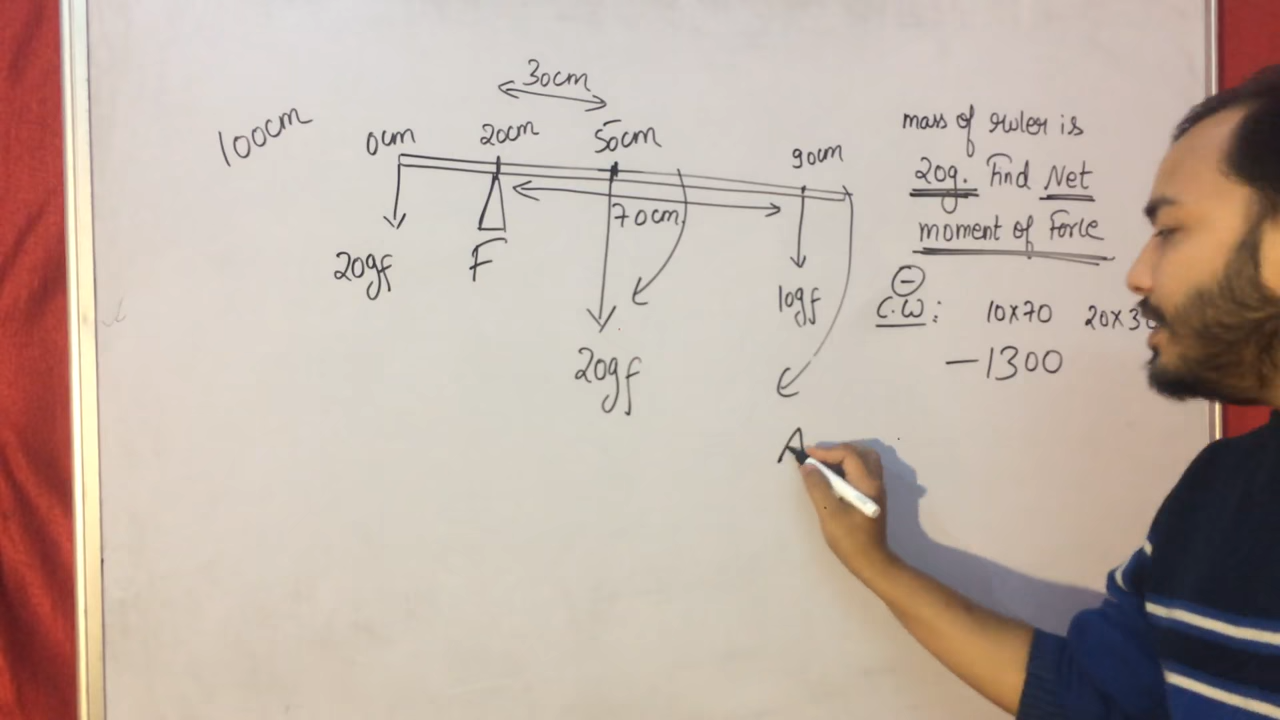 30cm
100cm
0cm 20cm 50cm 90cm
70cm
20gf F 10gf
20gf
mass of ruler is
20g. Find Net
moment of Force
−
C.W: 10x70 20x30
−1300
A